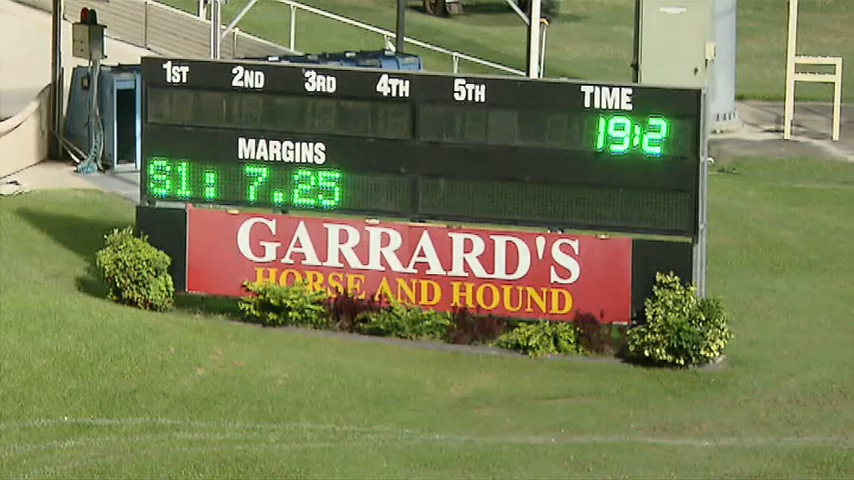 1ST 2ND 3RD 4TH 5TH TIME
19:2
MARGINS
S1: 7.25
GARRARD'S
HORSE AND HOUND